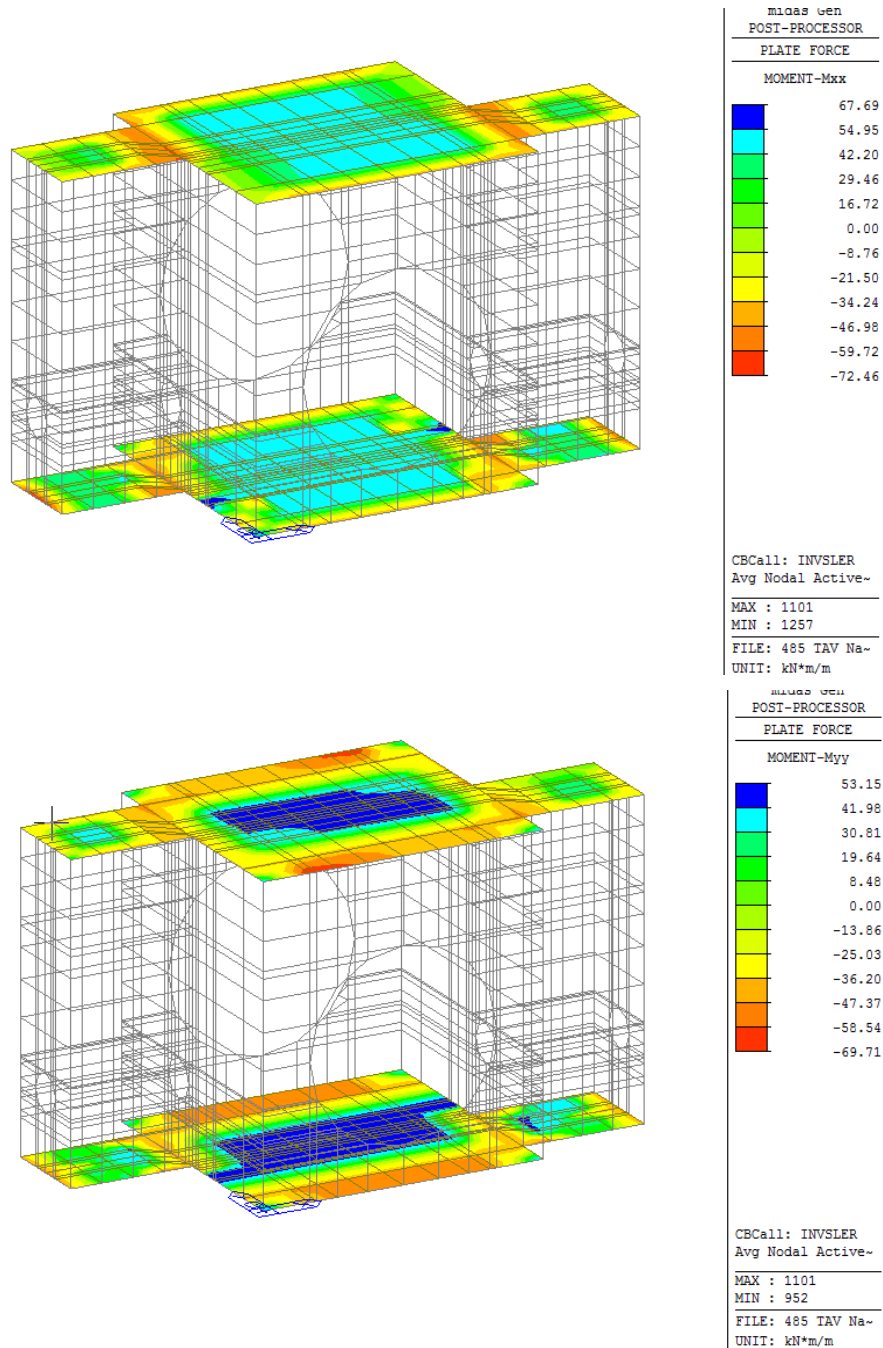 midas Gen
POST-PROCESSOR
PLATE FORCE
MOMENT-Mxx
67.69
54.95
42.20
29.46
16.72
0.00
-8.76
-21.50
-34.24
-46.98
-59.72
-72.46
CBCall: INVSLER
Avg Nodal Active~
MAX : 1101
MIN : 1257
FILE: 485 TAV Na~
UNIT: kN*m/m
midas Gen
POST-PROCESSOR
PLATE FORCE
MOMENT-Myy
53.15
41.98
30.81
19.64
8.48
0.00
-13.86
-25.03
-36.20
-47.37
-58.54
-69.71
CBCall: INVSLER
Avg Nodal Active~
MAX : 1101
MIN : 952
FILE: 485 TAV Na~
UNIT: kN*m/m